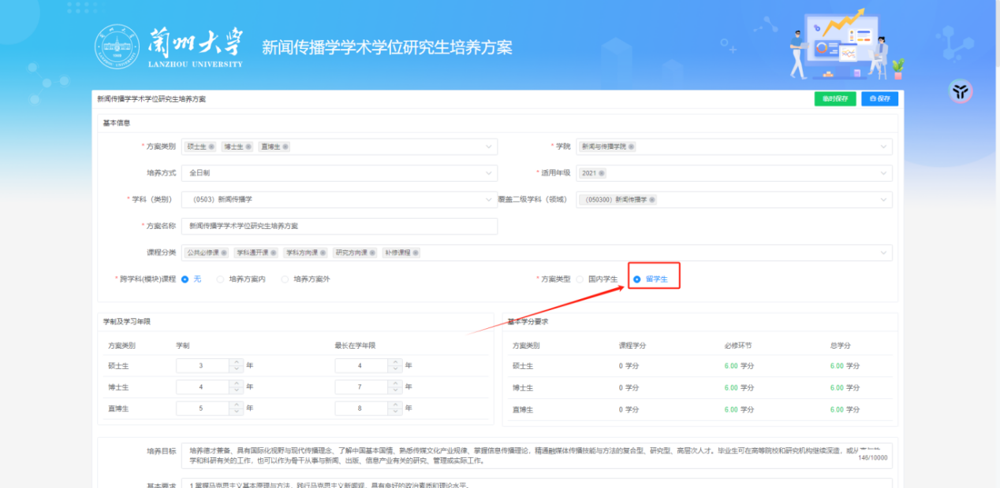 兰州大学
LANZHOU UNIVERSITY
新闻传播学学术学位研究生培养方案
新闻传播学学术学位研究生培养方案
临时保存 保存
基本信息
* 方案类别 硕士生 博士生 直博生
* 学院 新闻与传播学院
培养方式 全日制
* 适用年级 2021
* 学科（类别） （0503）新闻传播学
覆盖二级学科（领域） （050300）新闻传播学
* 方案名称 新闻传播学学术学位研究生培养方案
课程分类 公共必修课 学科通开课 学科方向课 研究方向课 补修课程
* 跨学科(模块)课程 无 培养方案内 培养方案外
* 方案类型 国内学生 留学生
学制及学习年限
方案类别 学制 最长在学年限
硕士生 3 年 4 年
博士生 4 年 7 年
直博生 5 年 8 年
基本学分要求
方案类别 课程学分 必修环节 总学分
硕士生 0 学分 6.00 学分 6.00 学分
博士生 0 学分 6.00 学分 6.00 学分
直博生 0 学分 6.00 学分 6.00 学分
培养目标 培养德才兼备、具有国际化视野与现代传播理念、了解中国基本国情、熟悉传媒文化产业规律、掌握信息传播理论，精通融媒体传播技能与方法的复合型、研究型、高层次人才。毕业生可在高等院校和研究机构继续深造，或从事与
学和科研有关的工作，也可以作为骨干从事与新闻、出版、信息产业有关的研究、管理或实际工作。
146/10000
基本要求 1.掌握马克思主义基本原理与方法，践行马克思主义新闻观，具有良好的政治素质和理论水平。